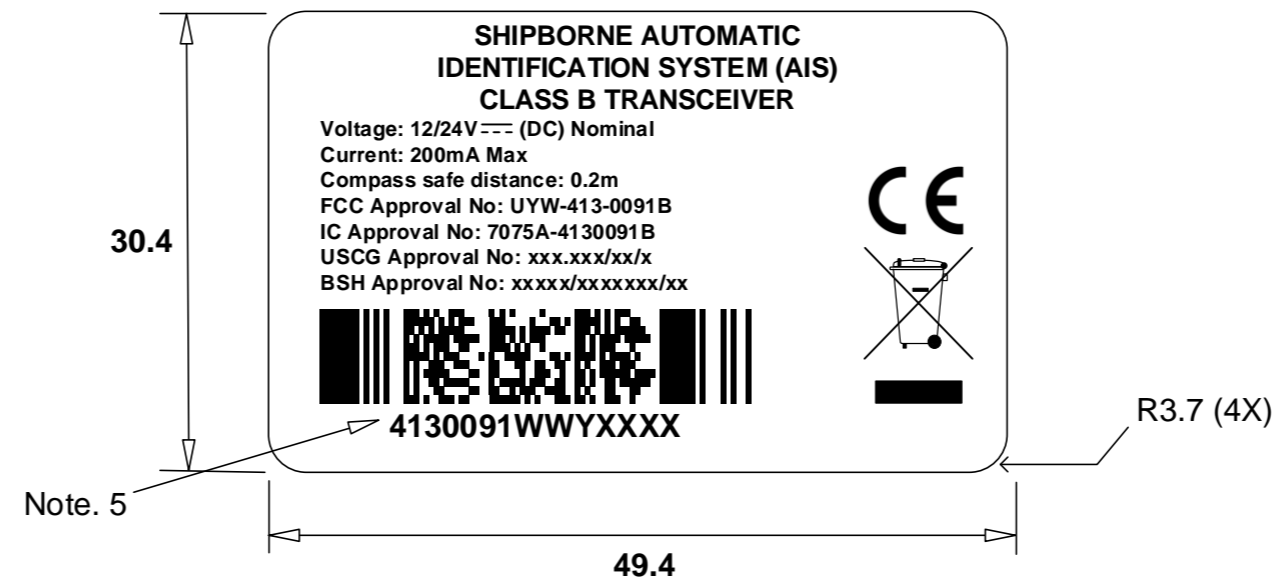 SHIPBORNE AUTOMATIC
IDENTIFICATION SYSTEM (AIS)
CLASS B TRANSCEIVER
Voltage: 12/24V (DC) Nominal
Current: 200mA Max
Compass safe distance: 0.2m
FCC Approval No: UYW-413-0091B
IC Approval No: 7075A-4130091B
USCG Approval No: xxx.xxx/xx/x
BSH Approval No: xxxxx/xxxxxxx/xx
CE
30.4
4130091WWYXXXX
R3.7 (4X)
Note. 5
49.4